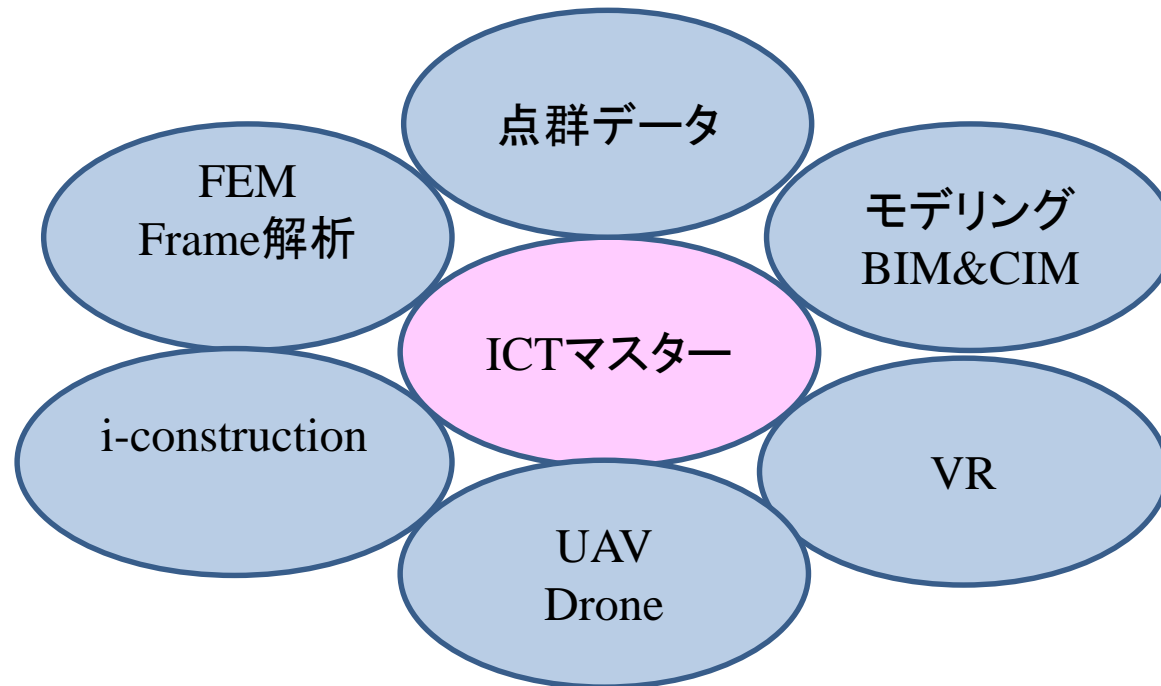 点群データ
FEM
Frame解析
モデリング
BIM&CIM
ICTマスター
i-construction
VR
UAV
Drone